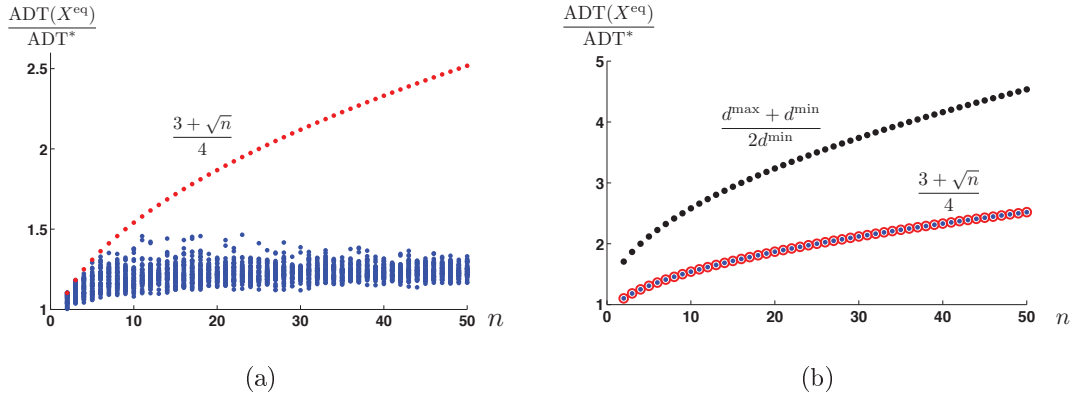 ADT(X^eq)
ADT*
2.5
2
1.5
1
0 10 20 30 40 50 n
3 + √n
4
(a)
ADT(X^eq)
ADT*
5
4
3
2
1
0 10 20 30 40 50 n
d^max + d^min
2d^min
3 + √n
4
(b)